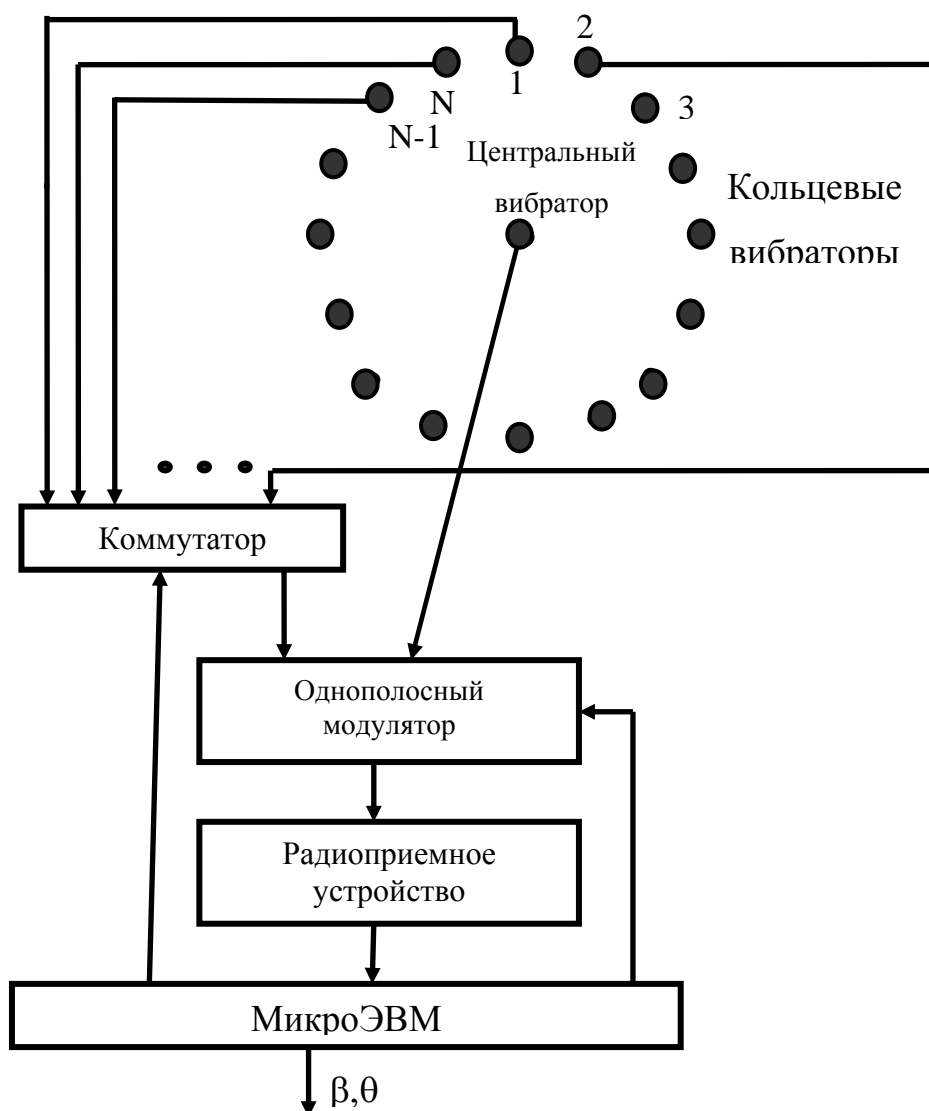 2
1
N
3
N-1
Центральный
вибратор
Кольцевые
вибраторы
Коммутатор
Однополосный
модулятор
Радиоприемное
устройство
МикроЭВМ
β,θ